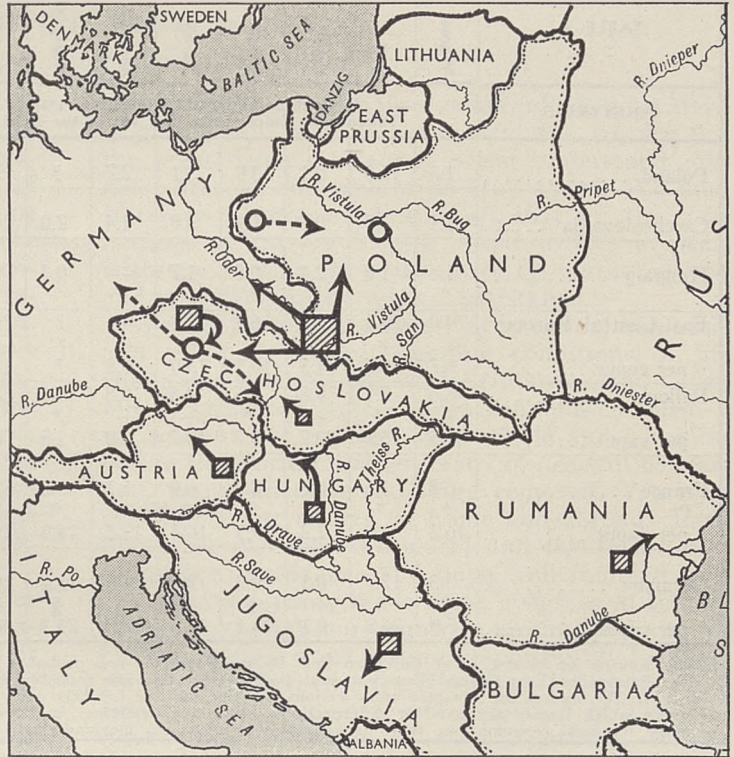 DENMARK
SWEDEN
BALTIC SEA
LITHUANIA
DANZIG
EAST
PRUSSIA
R. Dnieper
GERMANY
R. Vistula
R. Bug
R. Pripet
R. Oder
POLAND
R U S
R. Vistula
R. San
CZECHOSLOVAKIA
R. Danube
R. Dniester
AUSTRIA
HUNGARY
R. Danube
Theiss R.
RUMANIA
R. Drave
R. Save
R. Po
ITALY
ADRIATIC SEA
JUGOSLAVIA
R. Danube
B L
S
BULGARIA
ALBANIA